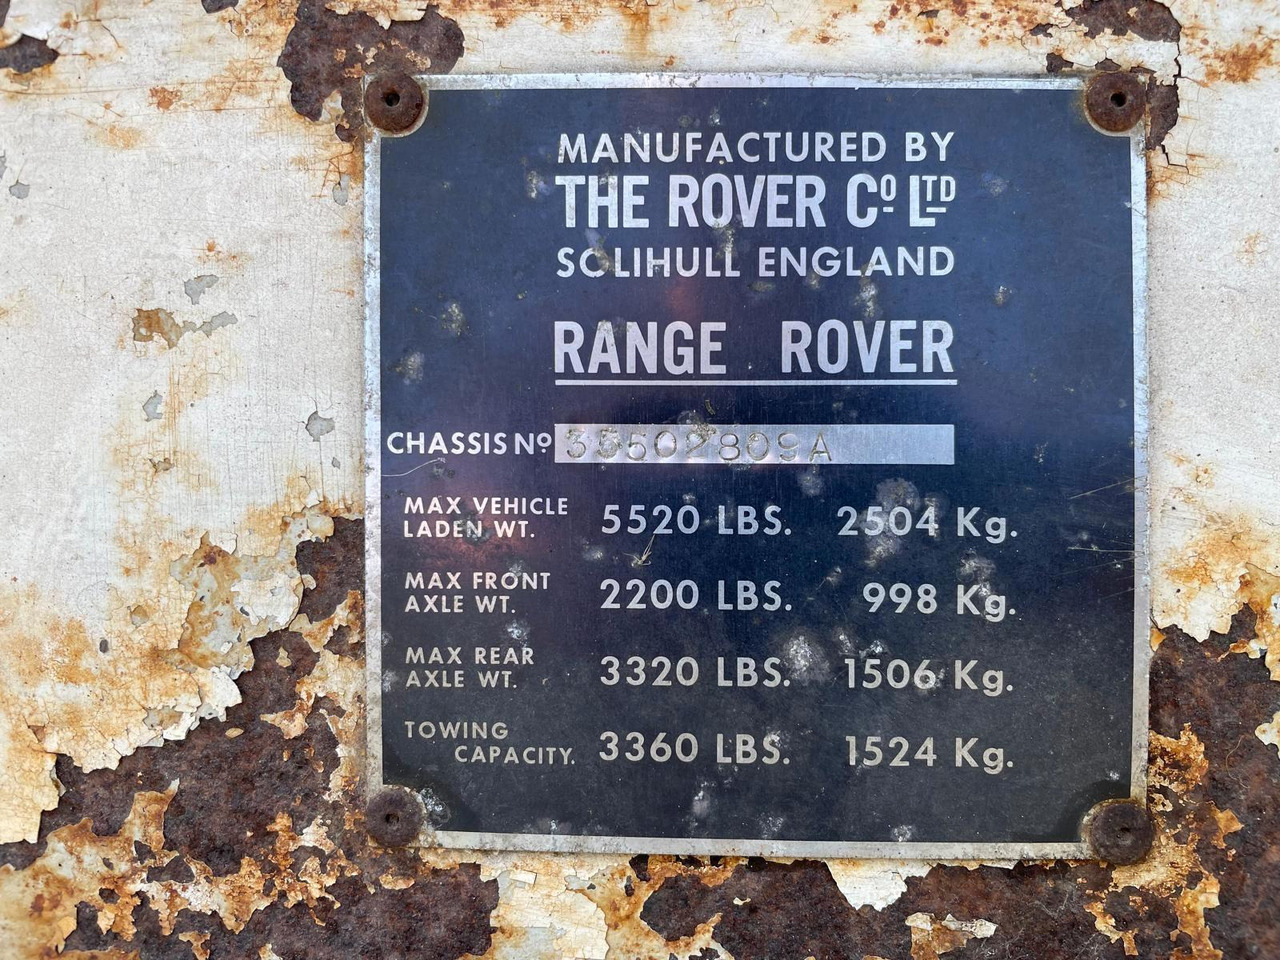 MANUFACTURED BY
THE ROVER Cº LTD
SOLIHULL ENGLAND
RANGE ROVER
CHASSIS Nº 35502809A
MAX VEHICLE
LADEN WT. 5520 LBS. 2504 Kg.
MAX FRONT
AXLE WT. 2200 LBS. 998 Kg.
MAX REAR
AXLE WT. 3320 LBS. 1506 Kg.
TOWING
CAPACITY. 3360 LBS. 1524 Kg.